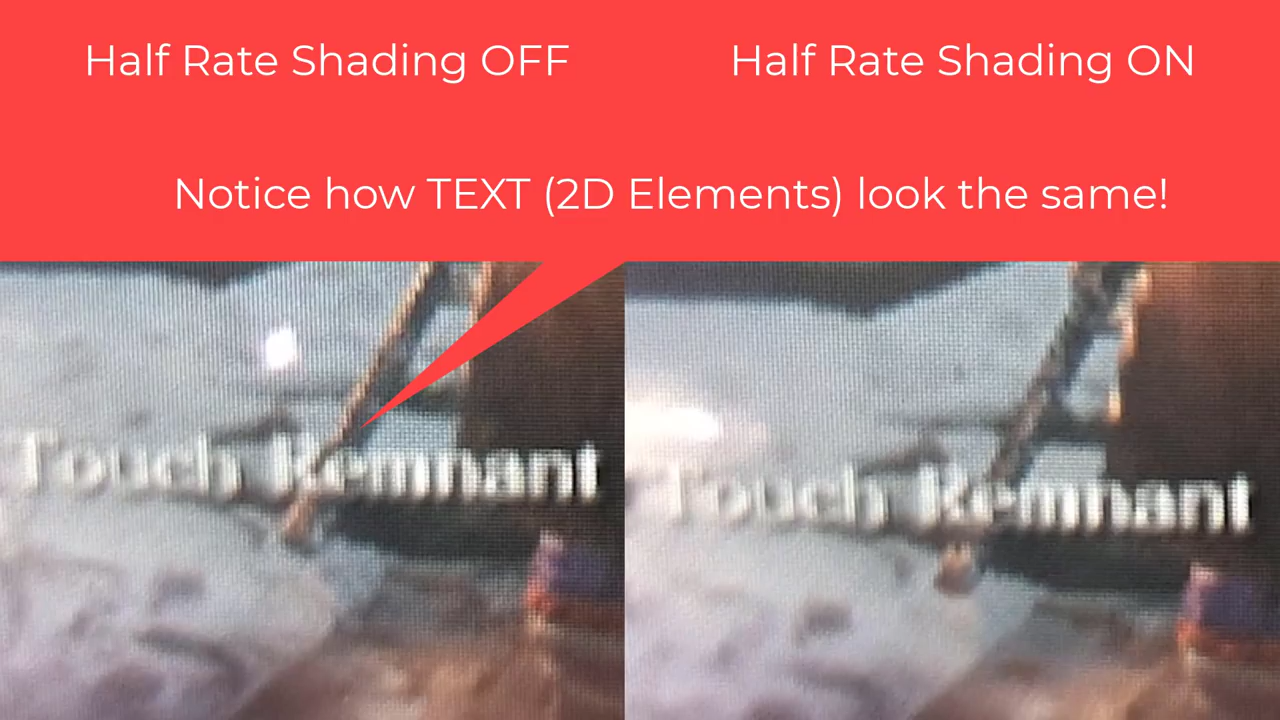 Half Rate Shading OFF
Half Rate Shading ON
Notice how TEXT (2D Elements) look the same!
Touch Remnant
Touch Remnant